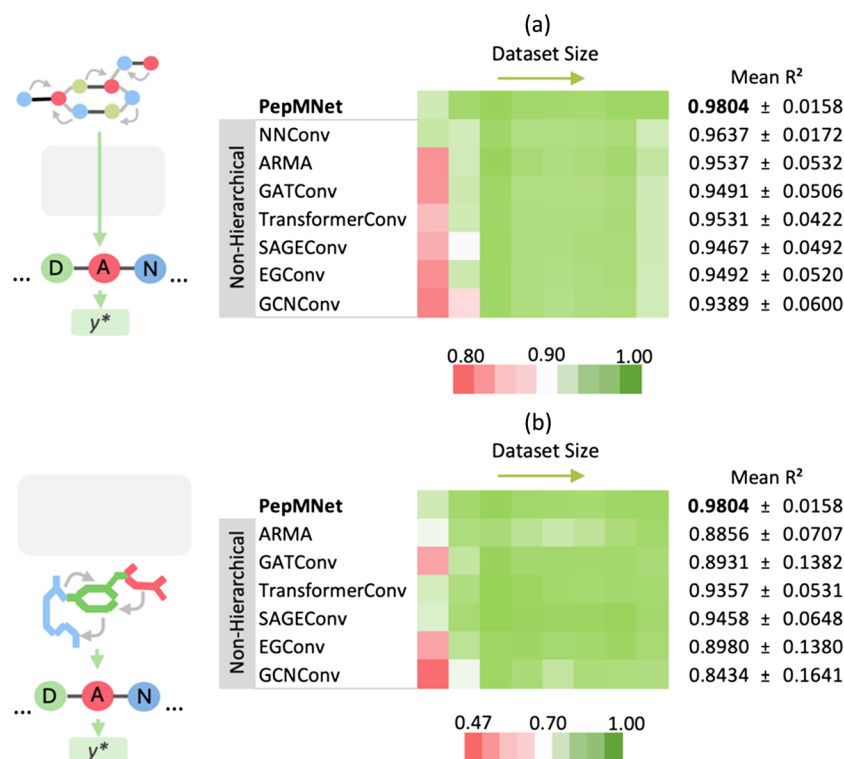 (a)
Dataset Size
Mean R²
PepMNet 0.9804 ± 0.0158
Non-Hierarchical
NNConv 0.9637 ± 0.0172
ARMA 0.9537 ± 0.0532
GATConv 0.9491 ± 0.0506
TransformerConv 0.9531 ± 0.0422
SAGEConv 0.9467 ± 0.0492
EGConv 0.9492 ± 0.0520
GCNConv 0.9389 ± 0.0600
... D A N ...
y*
0.80 0.90 1.00
(b)
Dataset Size
Mean R²
PepMNet 0.9804 ± 0.0158
Non-Hierarchical
ARMA 0.8856 ± 0.0707
GATConv 0.8931 ± 0.1382
TransformerConv 0.9357 ± 0.0531
SAGEConv 0.9458 ± 0.0648
EGConv 0.8980 ± 0.1380
GCNConv 0.8434 ± 0.1641
... D A N ...
y*
0.47 0.70 1.00